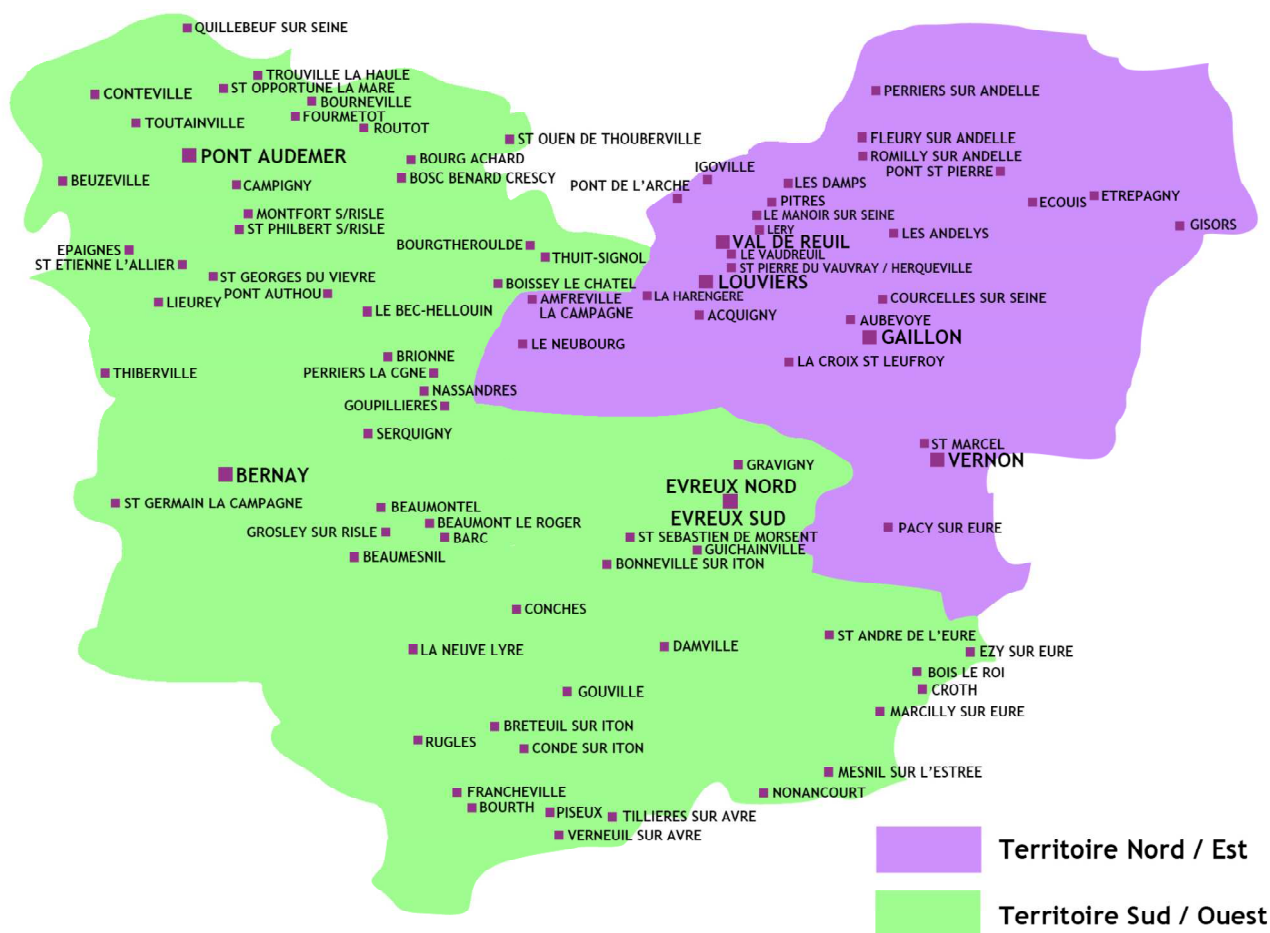 QUILLEBEUF SUR SEINE
TROUVILLE LA HAULE
ST OPPORTUNE LA MARE
CONTEVILLE
BOURNEVILLE
FOURMETOT
TOUTAINVILLE
ROUTOT
ST OUEN DE THOUBERVILLE
PONT AUDEMER
BOURG ACHARD
BEUZEVILLE
CAMPIGNY
BOSC BENARD CRESCY
MONTFORT S/RISLE
ST PHILBERT S/RISLE
EPAIGNES
ST ETIENNE L'ALLIER
BOURGTHEROULDE
THUIT-SIGNOL
ST GEORGES DU VIEVRE
PONT AUTHOU
BOISSEY LE CHATEL
LIEUREY
LE BEC-HELLOUIN
AMFREVILLE
LA CAMPAGNE
LE NEUBOURG
BRIONNE
THIBERVILLE
PERRIERS LA CGNE
NASSANDRES
GOUPILLIERES
SERQUIGNY
PERRIERS SUR ANDELLE
FLEURY SUR ANDELLE
ROMILLY SUR ANDELLE
PONT ST PIERRE
IGOVILLE
PONT DE L'ARCHE
LES DAMPS
PITRES
LE MANOIR SUR SEINE
LERY
ECOUIS
ETREPAGNY
GISORS
LES ANDELYS
VAL DE REUIL
LE VAUDREUIL
ST PIERRE DU VAUVRAY / HERQUEVILLE
LOUVIERS
LA HARENGERE
ACQUIGNY
COURCELLES SUR SEINE
AUBEVOYE
GAILLON
LA CROIX ST LEUFROY
ST MARCEL
VERNON
PACY SUR EURE
BERNAY
ST GERMAIN LA CAMPAGNE
GRAVIGNY
EVREUX NORD
EVREUX SUD
BEAUMONTEL
BEAUMONT LE ROGER
GROSLEY SUR RISLE
BARC
BEAUMESNIL
ST SEBASTIEN DE MORSENT
GUICHAINVILLE
BONNEVILLE SUR ITON
CONCHES
LA NEUVE LYRE
DAMVILLE
ST ANDRE DE L'EURE
EZY SUR EURE
BOIS LE ROI
CROTH
MARCILLY SUR EURE
GOUVILLE
BRETEUIL SUR ITON
RUGLES
CONDE SUR ITON
MESNIL SUR L'ESTREE
NONANCOURT
FRANCHEVILLE
BOURTH
PISEUX
TILLIERES SUR AVRE
VERNEUIL SUR AVRE
Territoire Nord / Est
Territoire Sud / Ouest